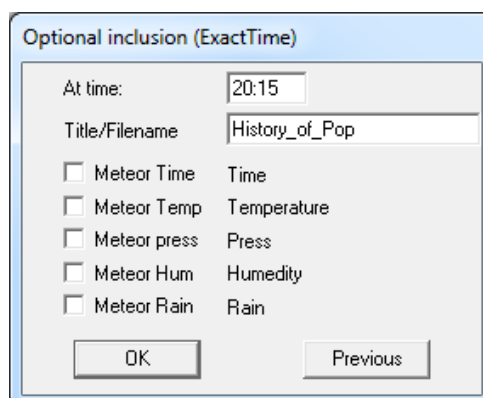 Optional inclusion (ExactTime)
At time: 20:15
Title/Filename History_of_Pop
Meteor Time Time
Meteor Temp Temperature
Meteor press Press
Meteor Hum Humedity
Meteor Rain Rain
OK Previous